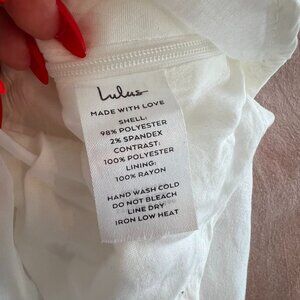 Lulus
MADE WITH LOVE
SHELL:
98% POLYESTER
2% SPANDEX
CONTRAST:
100% POLYESTER
LINING:
100% RAYON
HAND WASH COLD
DO NOT BLEACH
LINE DRY
IRON LOW HEAT